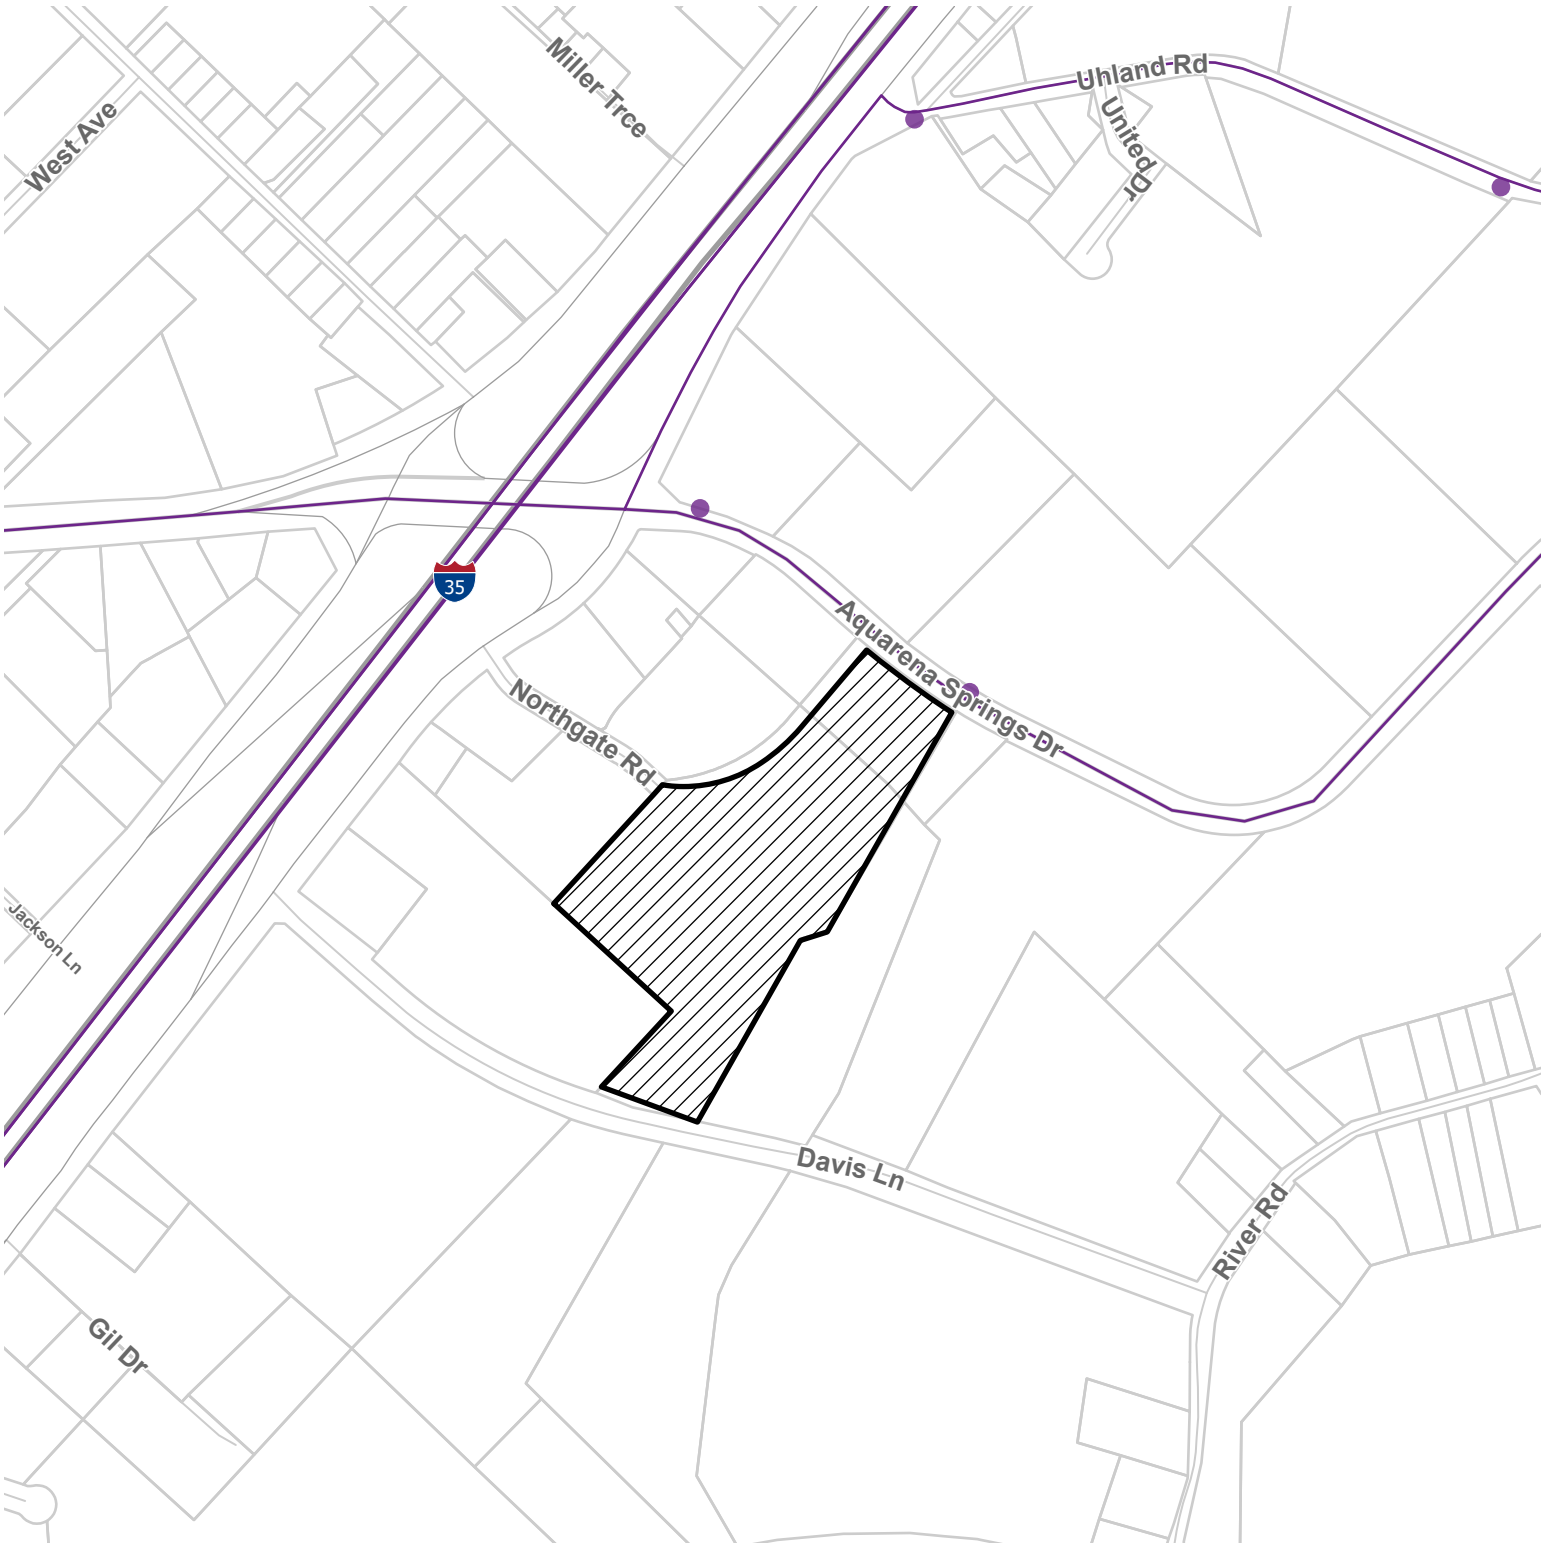 Miller Trce
Uhland Rd
West Ave
United Dr
35
Aquarena Springs Dr
Northgate Rd
Jackson Ln
Davis Ln
River Rd
Gil Dr